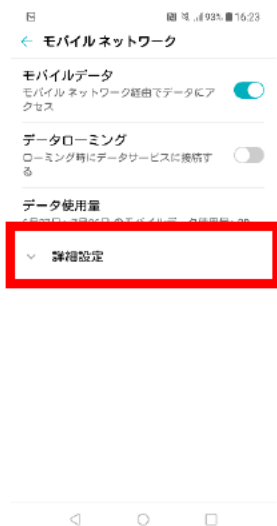 93% 16:23
モバイル ネットワーク
モバイルデータ
モバイル ネットワーク経由でデータにア
クセス
データローミング
ローミング時にデータサービスに接続す
る
データ使用量
詳細設定